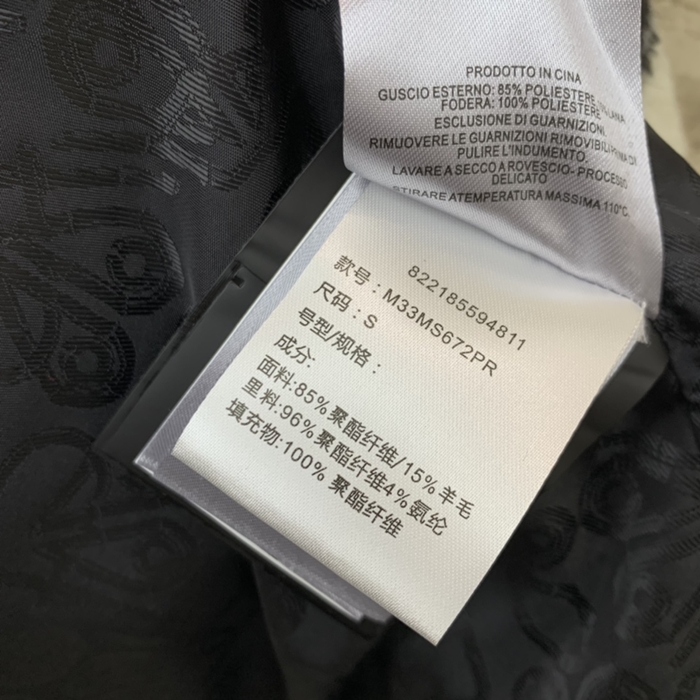 PRODOTTO IN CINA
GUSCIO ESTERNO: 85% POLIESTERE, LANA
FODERA: 100% POLIESTERE
ESCLUSIONE DI GUARNIZIONI.
RIMUOVERE LE GUARNIZIONI RIMOVIBILI PRIMA DI
PULIRE L'INDUMENTO.
LAVARE A SECCO A ROVESCIO- PROCESSO
DELICATO
STIRARE ATEMPERATURA MASSIMA 110°C.
822185594811
款号：M33MS672PR
尺码：S
号型/规格：
成分:
面料:85%聚酯纤维/15%羊毛
里料:96%聚酯纤维4%氨纶
填充物:100% 聚酯纤维